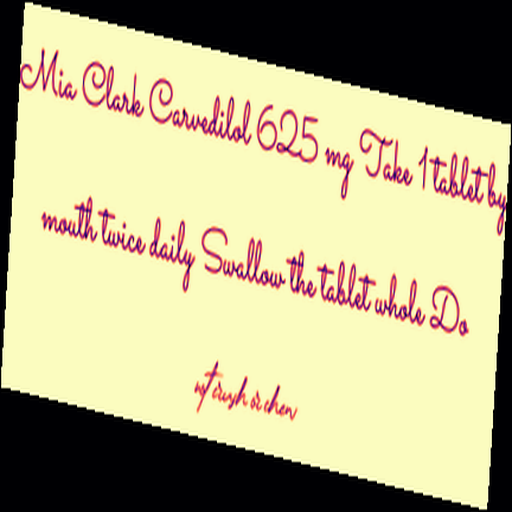 Mia Clark Carvedilol 625 mg Take 1 tablet by
mouth twice daily Swallow the tablet whole Do
not crush or chew